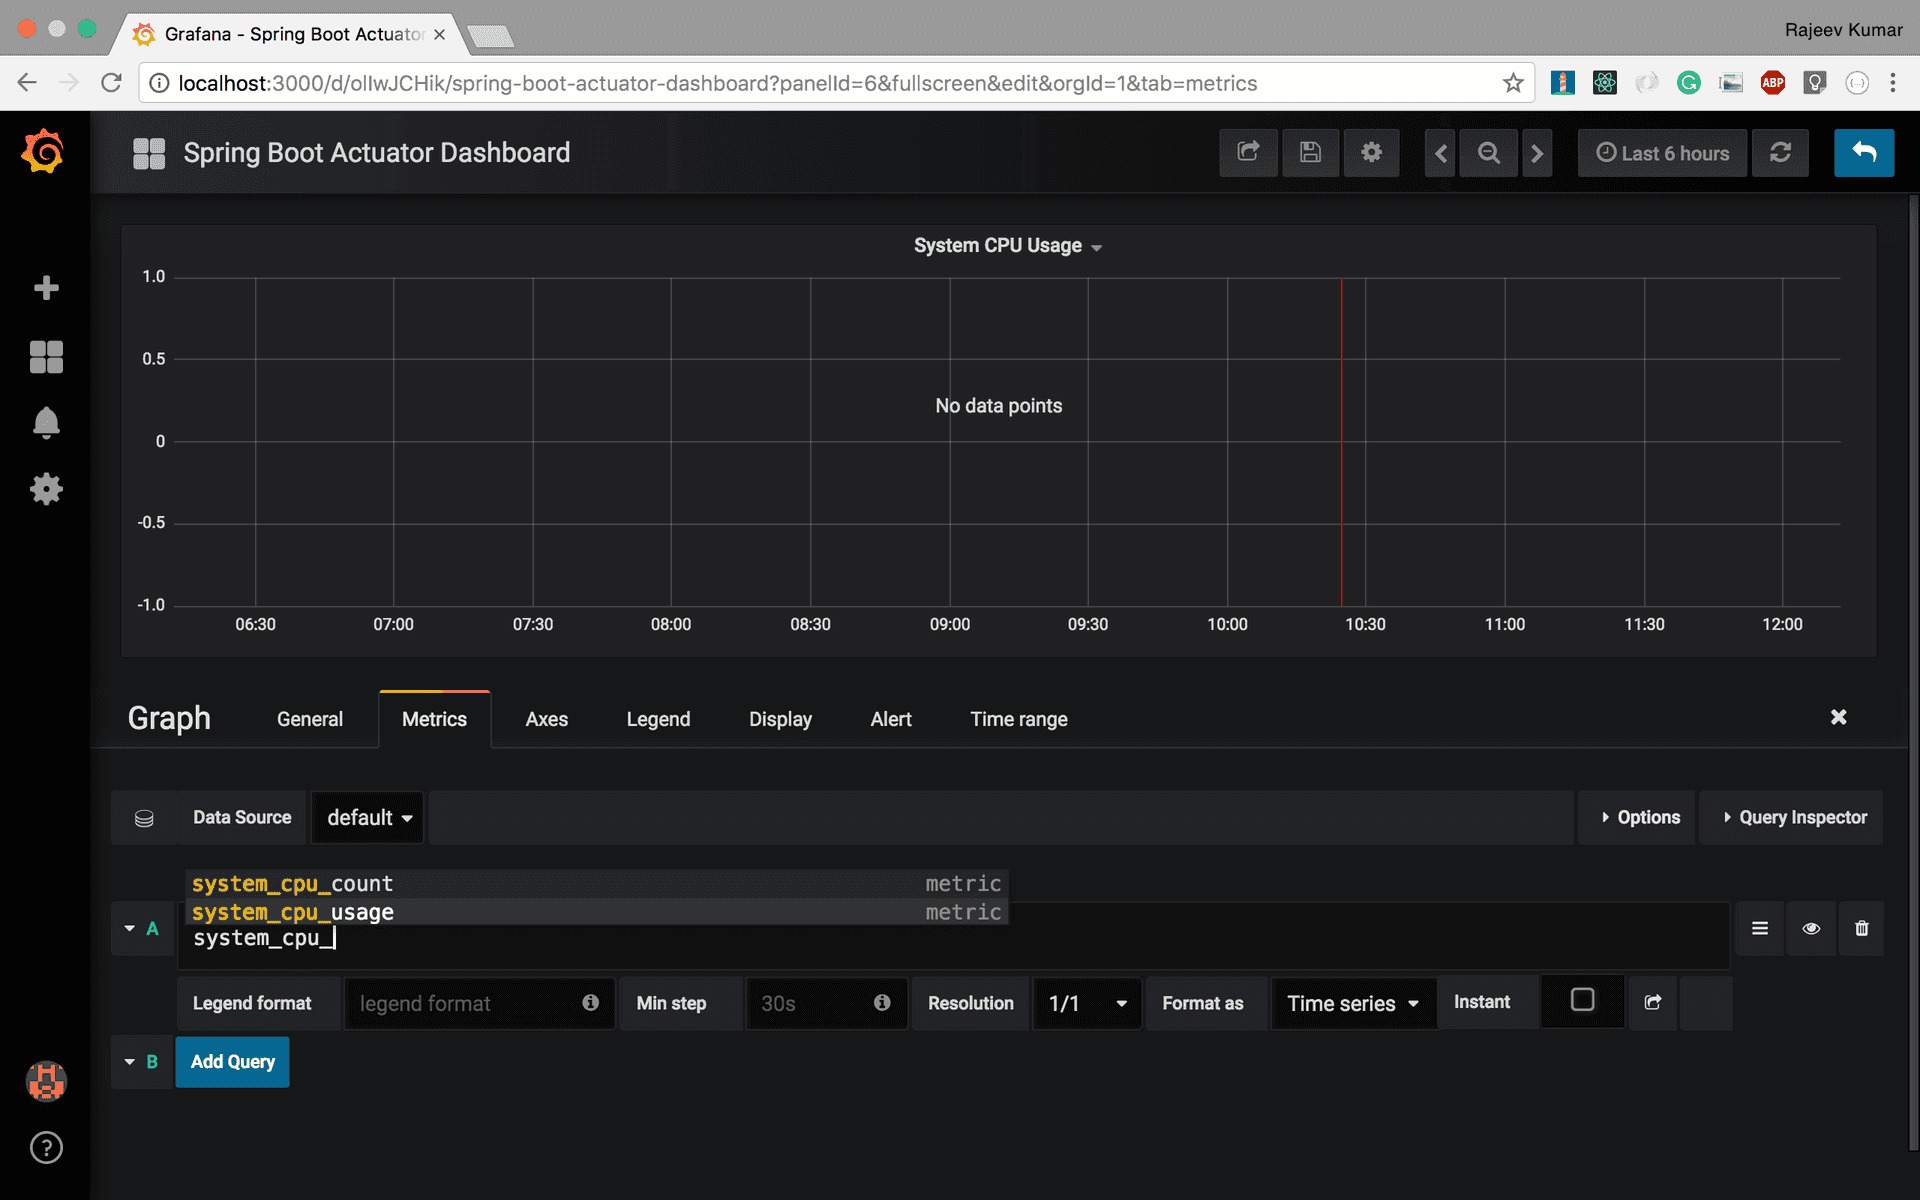 Grafana - Spring Boot Actuator
Rajeev Kumar
localhost:3000/d/olIwJCHik/spring-boot-actuator-dashboard?panelId=6&fullscreen&edit&orgId=1&tab=metrics
ABP
Spring Boot Actuator Dashboard
Last 6 hours
System CPU Usage
1.0
0.5
No data points
0
-0.5
-1.0
06:30 07:00 07:30 08:00 08:30 09:00 09:30 10:00 10:30 11:00 11:30 12:00
Graph General Metrics Axes Legend Display Alert Time range
Data Source default Options Query Inspector
system_cpu_count metric
system_cpu_usage metric
A system_cpu_
Legend format legend format Min step 30s Resolution 1/1 Format as Time series Instant
B Add Query